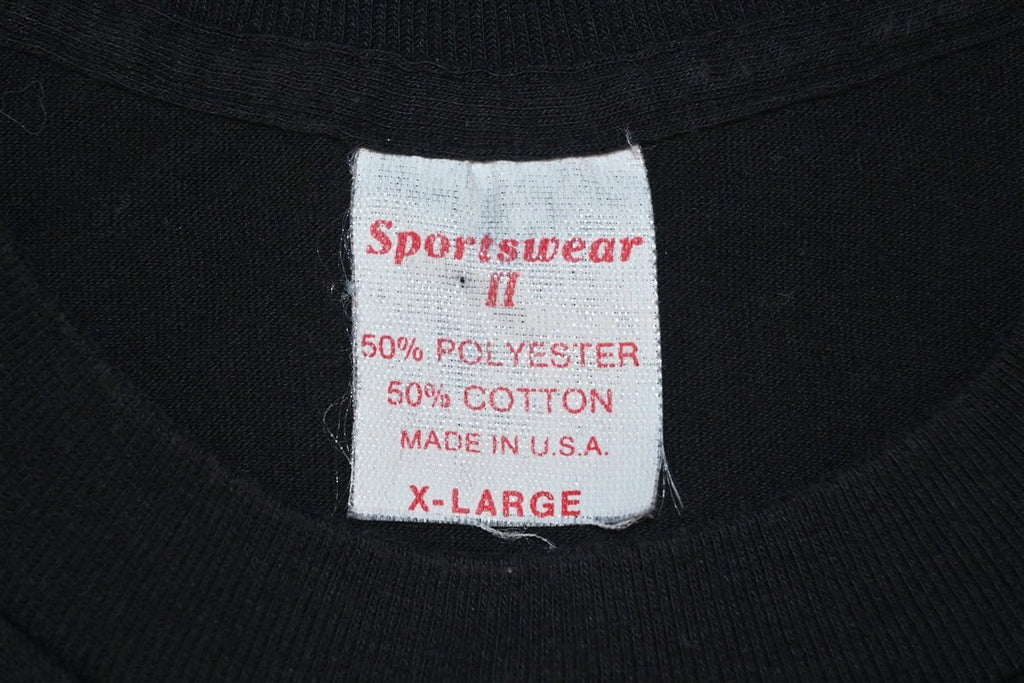 Sportswear
II
50% POLYESTER
50% COTTON
MADE IN U.S.A.
X-LARGE